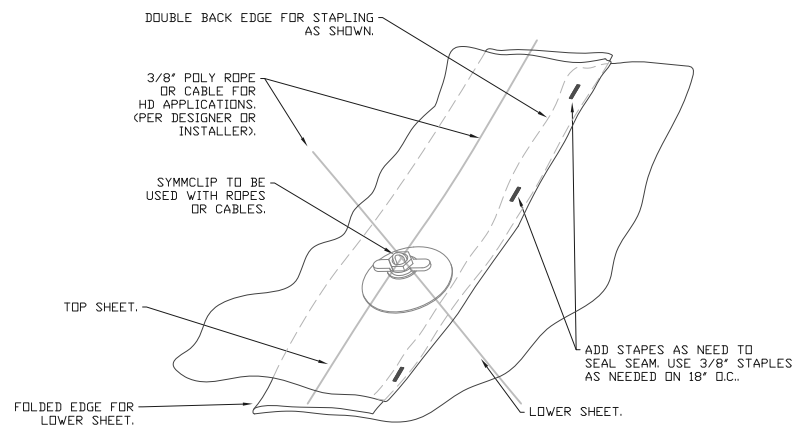 DOUBLE BACK EDGE FOR STAPLING
AS SHOWN.
3/8" POLY ROPE
OR CABLE FOR
HD APPLICATIONS.
(PER DESIGNER OR
INSTALLER).
SYMMCLIP TO BE
USED WITH ROPES
OR CABLES.
TOP SHEET.
FOLDED EDGE FOR
LOWER SHEET.
ADD STAPES AS NEED TO
SEAL SEAM. USE 3/8" STAPLES
AS NEEDED ON 18" O.C..
LOWER SHEET.